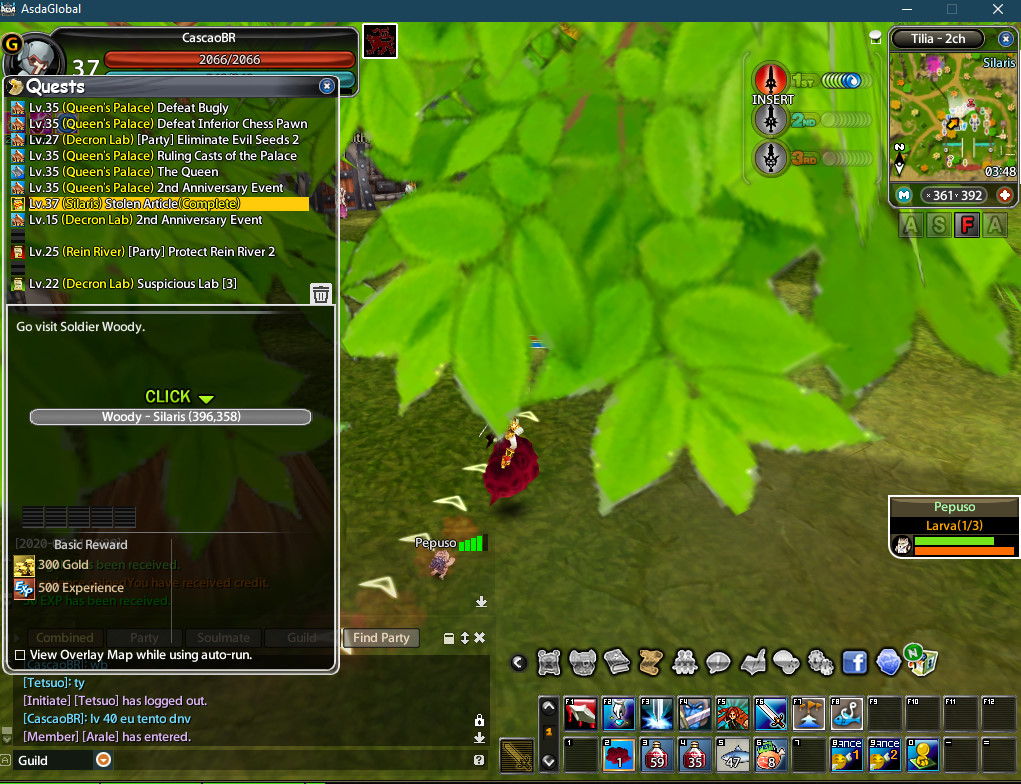 AsdaGlobal
G
CascaoBR
37
2066/2066
Quests
Lv.35 (Queen's Palace) Defeat Bugly
Lv.35 (Queen's Palace) Defeat Inferior Chess Pawn
Lv.27 (Decron Lab) [Party] Eliminate Evil Seeds 2
Lv.35 (Queen's Palace) Ruling Casts of the Palace
Lv.35 (Queen's Palace) The Queen
Lv.35 (Queen's Palace) 2nd Anniversary Event
Lv.37 (Silaris) Stolen Article(Complete)
Lv.15 (Decron Lab) 2nd Anniversary Event
Lv.25 (Rein River) [Party] Protect Rein River 2
Lv.22 (Decron Lab) Suspicious Lab [3]
Go visit Soldier Woody.
CLICK
Woody - Silaris (396,358)
Basic Reward
300 Gold
500 Experience
View Overlay Map while using auto-run.
Combined Party Soulmate Guild Find Party
[CascaoBR]: wb
[Tetsuo]: ty
[Initiate] [Tetsuo] has logged out.
[CascaoBR]: lv 40 eu tento dnv
[Member] [Arale] has entered.
Guild
INSERT
1ST
2ND
3RD
Tilia - 2ch
Silaris
N
03:48
M
X 361 Y 392
A S F A
Pepuso
Pepuso
Larva(1/3)
N
1
F1 F2 F3 F4 F5 F6 F7 F8 F9 F10 F11 F12
1 2 3 4 5 6 7 9 0 - =
1 59 35 47 8 1 2